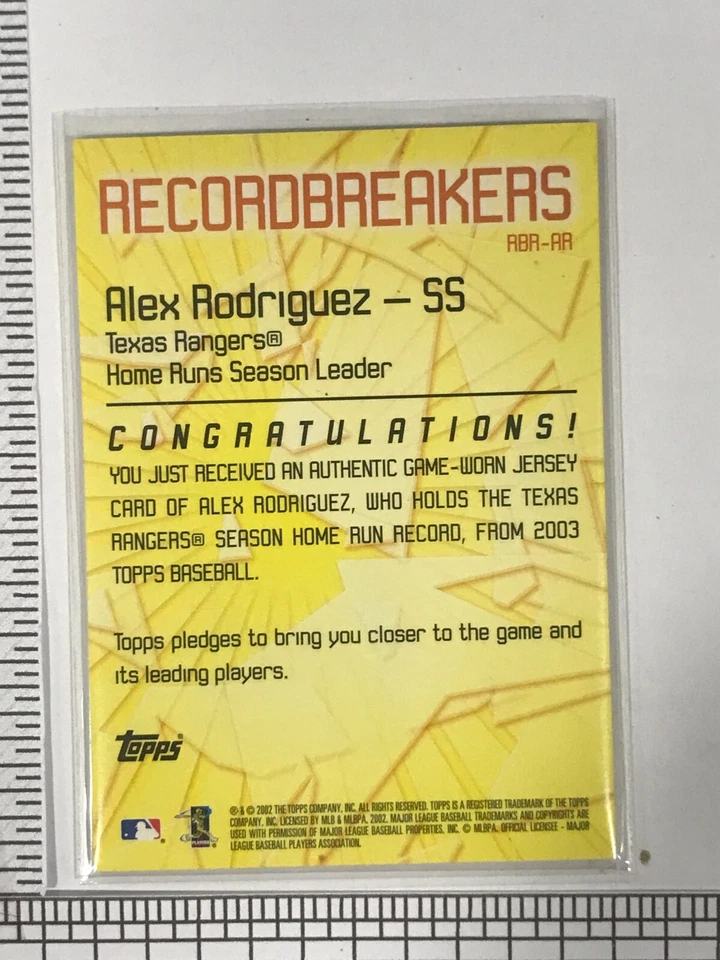 RECORDBREAKERS
RBR-AR
Alex Rodriguez – SS
Texas Rangers®
Home Runs Season Leader
CONGRATULATIONS!
YOU JUST RECEIVED AN AUTHENTIC GAME-WORN JERSEY
CARD OF ALEX RODRIGUEZ, WHO HOLDS THE TEXAS
RANGERS® SEASON HOME RUN RECORD, FROM 2003
TOPPS BASEBALL.
Topps pledges to bring you closer to the game and
its leading players.
Topps®
®& © 2002 THE TOPPS COMPANY, INC. ALL RIGHTS RESERVED. TOPPS IS A REGISTERED TRADEMARK OF THE TOPPS
COMPANY, INC. LICENSED BY MLB & MLBPA, 2002. MAJOR LEAGUE BASEBALL TRADEMARKS AND COPYRIGHTS ARE
USED WITH PERMISSION OF MAJOR LEAGUE BASEBALL PROPERTIES, INC. © MLBPA. OFFICIAL LICENSEE – MAJOR
LEAGUE BASEBALL PLAYERS ASSOCIATION.